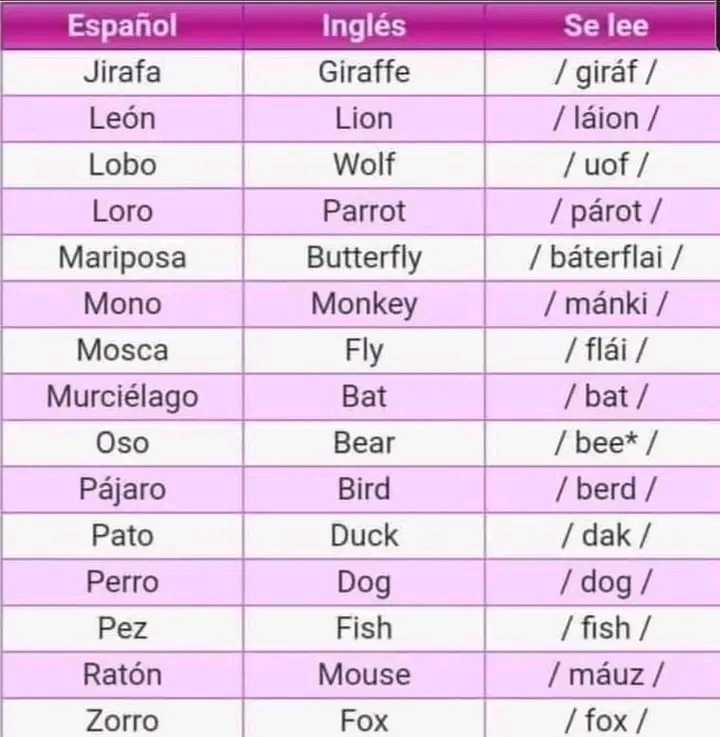 Español Inglés Se lee
Jirafa Giraffe / giráf /
León Lion / láion /
Lobo Wolf / uof /
Loro Parrot / párot /
Mariposa Butterfly / báterflai /
Mono Monkey / mánki /
Mosca Fly / flái /
Murciélago Bat / bat /
Oso Bear / bee* /
Pájaro Bird / berd /
Pato Duck / dak /
Perro Dog / dog /
Pez Fish / fish /
Ratón Mouse / máuz /
Zorro Fox / fox /